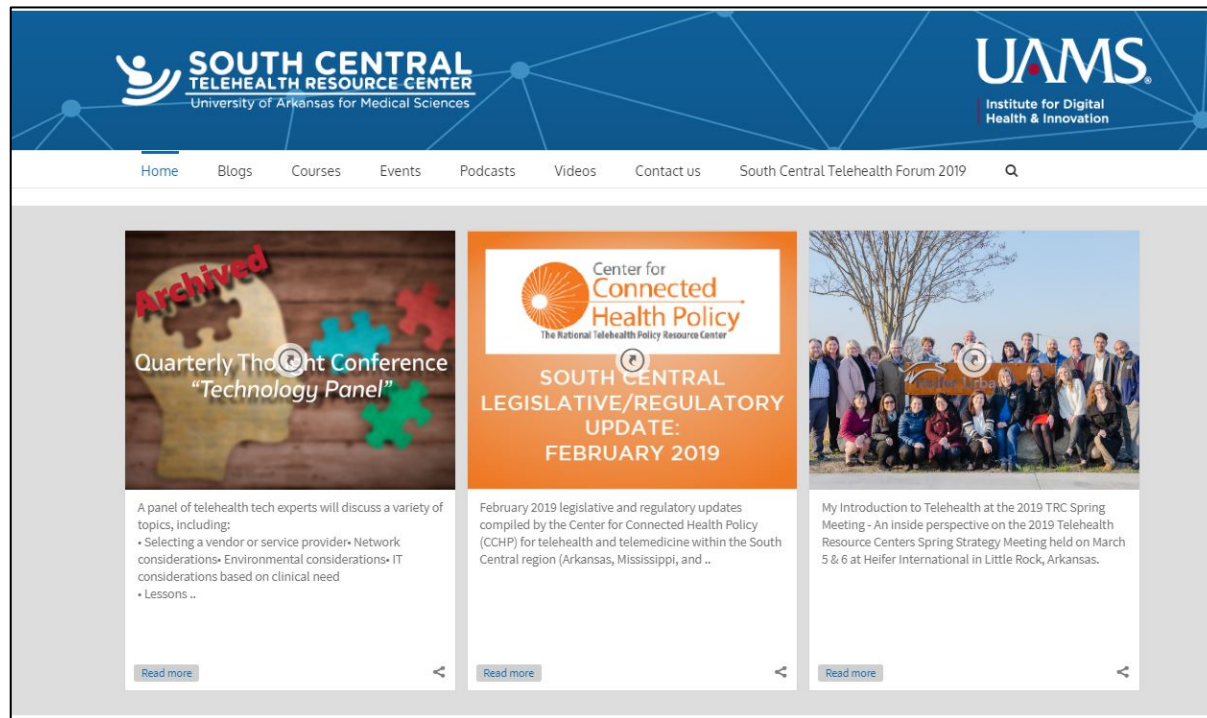 SOUTH CENTRAL
TELEHEALTH RESOURCE CENTER
University of Arkansas for Medical Sciences
UAMS®
Institute for Digital
Health & Innovation
Home Blogs Courses Events Podcasts Videos Contact us South Central Telehealth Forum 2019
Archived
Quarterly Thought Conference
"Technology Panel"
A panel of telehealth tech experts will discuss a variety of
topics, including:
• Selecting a vendor or service provider• Network
considerations• Environmental considerations• IT
considerations based on clinical need
• Lessons ..
Read more
Center for
Connected
Health Policy
The National Telehealth Policy Resource Center
SOUTH CENTRAL
LEGISLATIVE/REGULATORY
UPDATE:
FEBRUARY 2019
February 2019 legislative and regulatory updates
compiled by the Center for Connected Health Policy
(CCHP) for telehealth and telemedicine within the South
Central region (Arkansas, Mississippi, and ..
Read more
Heifer Urba
My Introduction to Telehealth at the 2019 TRC Spring
Meeting - An inside perspective on the 2019 Telehealth
Resource Centers Spring Strategy Meeting held on March
5 & 6 at Heifer International in Little Rock, Arkansas.
Read more